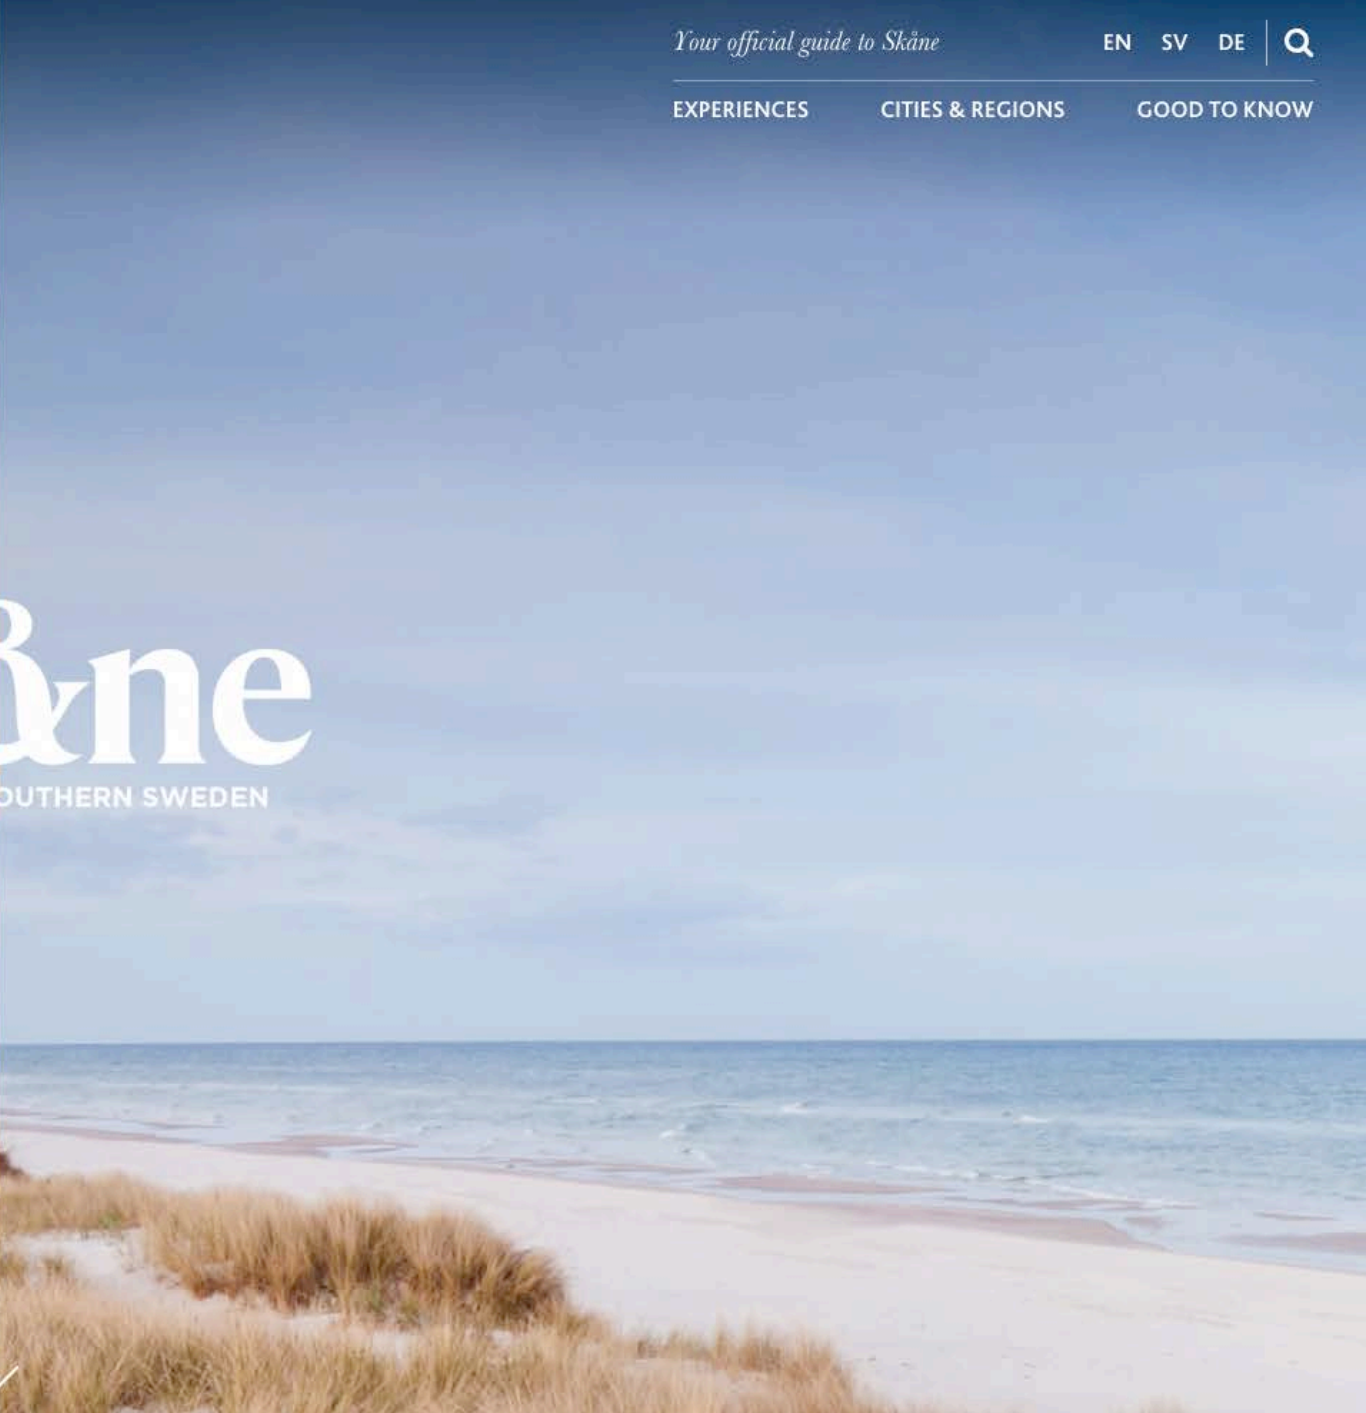 Your official guide to Skåne
EN SV DE
EXPERIENCES CITIES & REGIONS GOOD TO KNOW
&ne
OUTHERN SWEDEN